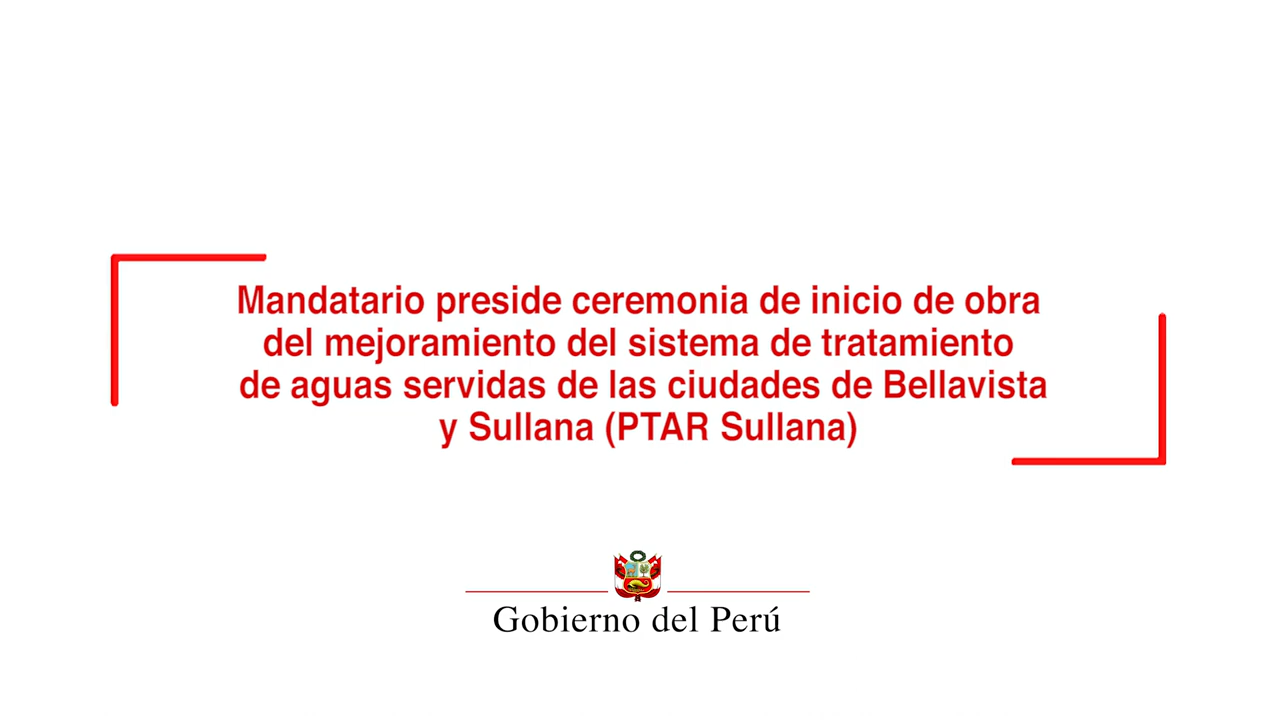 Mandatario preside ceremonia de inicio de obra
del mejoramiento del sistema de tratamiento
de aguas servidas de las ciudades de Bellavista
y Sullana (PTAR Sullana)
Gobierno del Perú